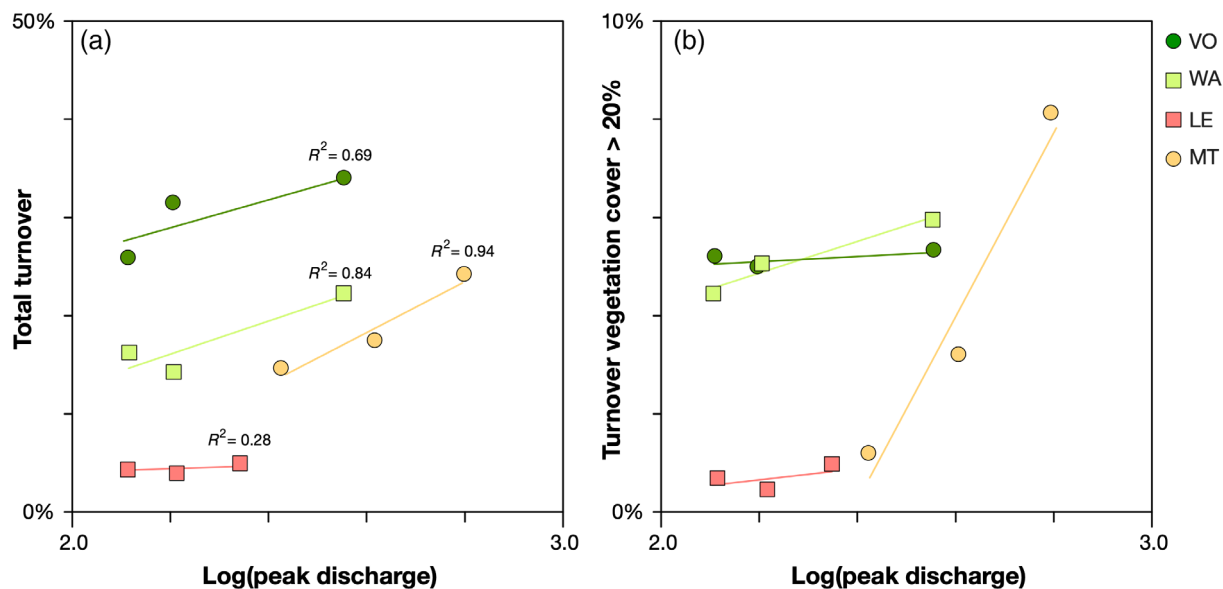 50%
(a)
R² = 0.69
R² = 0.94
R² = 0.84
R² = 0.28
Total turnover
0%
2.0
3.0
Log(peak discharge)
10%
(b)
Turnover vegetation cover > 20%
0%
2.0
3.0
Log(peak discharge)
VO
WA
LE
MT